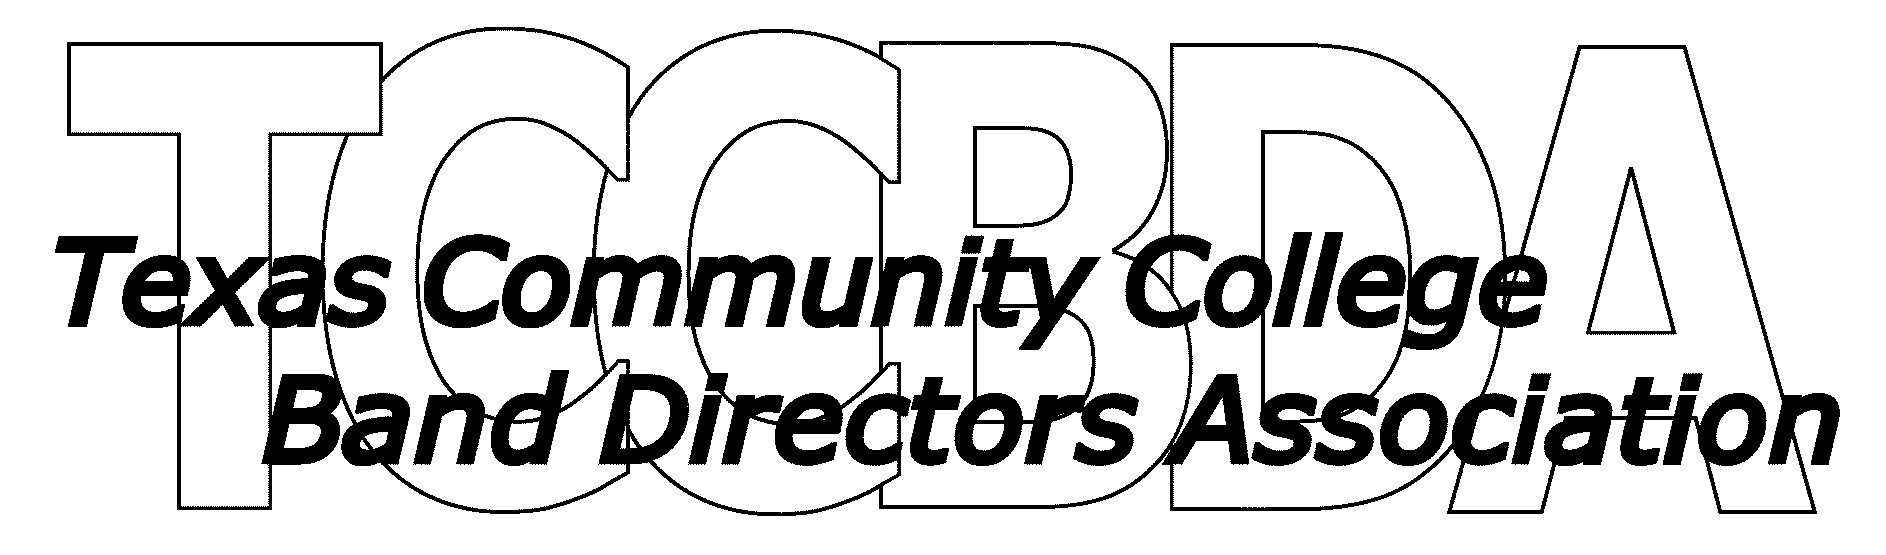 TCCBDA
Texas Community College
Band Directors Association